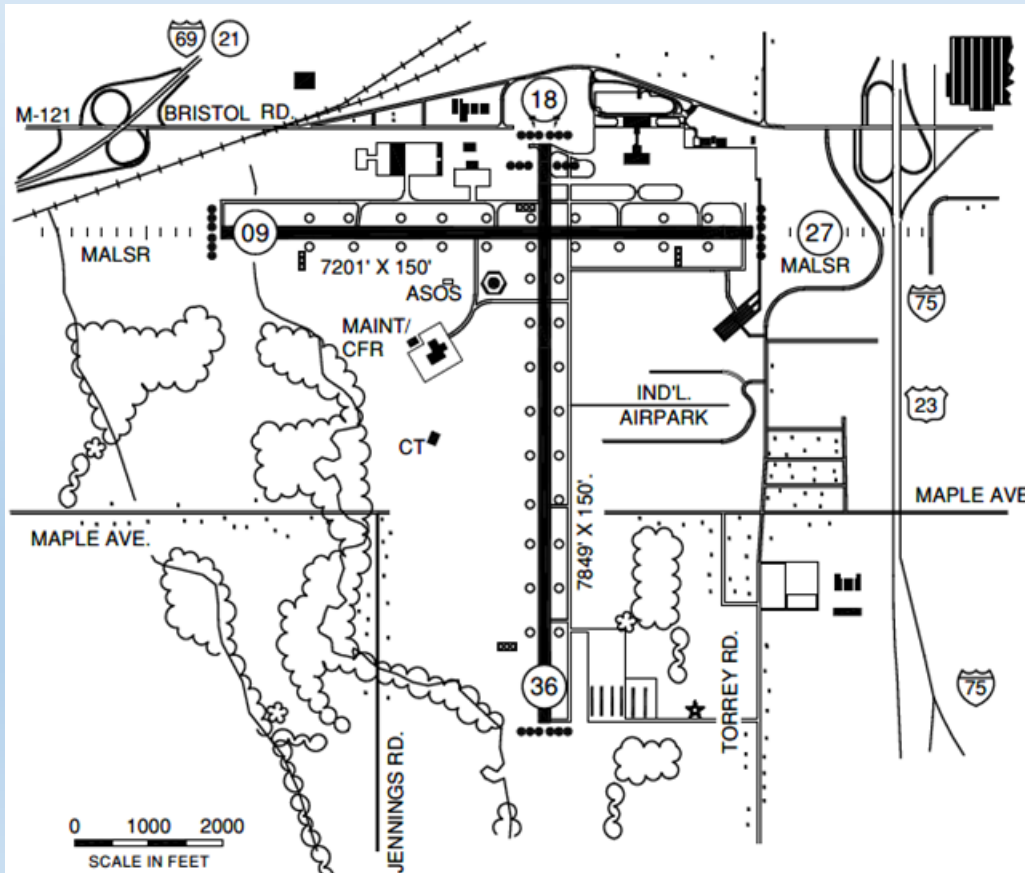 69
21
M-121
BRISTOL RD.
18
09
27
MALSR
MALSR
7201' X 150'
ASOS
75
MAINT/
CFR
IND'L.
AIRPARK
23
CT
MAPLE AVE
MAPLE AVE.
7849' X 150'.
36
TORREY RD.
75
JENNINGS RD.
0 1000 2000
SCALE IN FEET